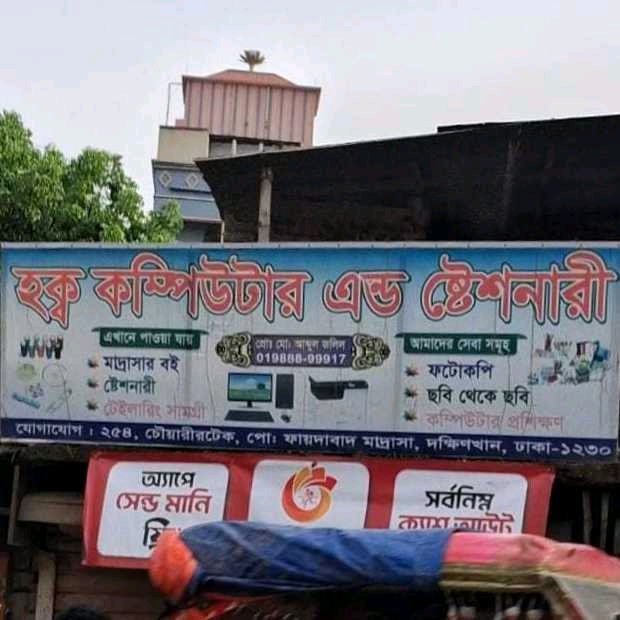 হক্ব কম্পিউটার এন্ড ষ্টেশনারী
এখানে পাওয়া যায়
মাদ্রাসার বই
ষ্টেশনারী
টেইলারিং সামগ্রী
প্রোঃ মোঃ আব্দুল জলিল
019888-99917
আমাদের সেবা সমূহ
ফটোকপি
ছবি থেকে ছবি
কম্পিউটার প্রশিক্ষণ
যোগাযোগ : ২৫৪, চৌয়ারীরটেক, পো: ফায়দাবাদ মাদ্রাসা, দক্ষিণখান, ঢাকা-১২৩০
অ্যাপে
সেন্ড মানি
সর্বনিম্ন
ক্যাশ আউট